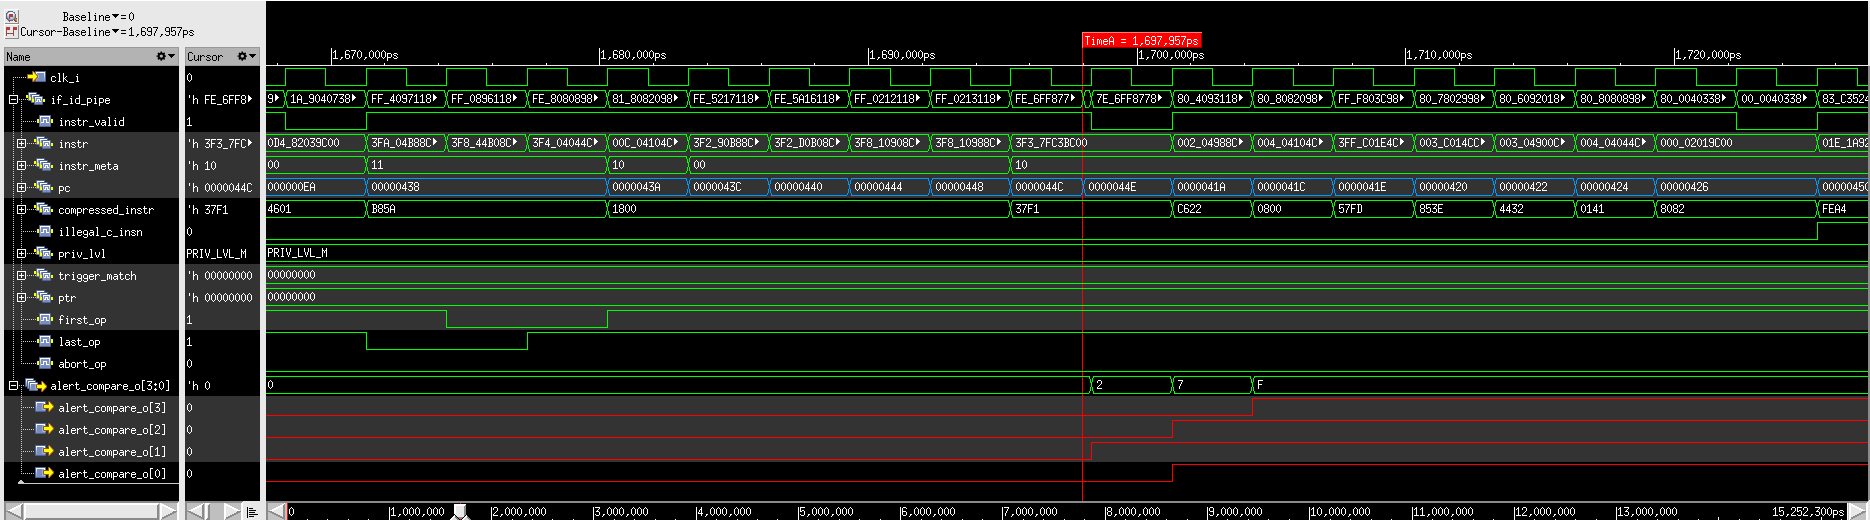 Baseline▼=0
Cursor-Baseline▼=1,697,957ps
TimeA = 1,697,957ps
Name Cursor 1,670,000ps 1,680,000ps 1,690,000ps 1,700,000ps 1,710,000ps 1,720,000ps
clk_i 0
if_id_pipe 'h FE_6FF8▶ 9▶ 1A_9040738▶ FF_4097118▶ FF_0896118▶ FE_8080898▶ 81_8082098▶ FE_5217118▶ FE_5A16118▶ FF_0212118▶ FF_0213118▶ FE_6FF877▶ 7E_6FF8778▶ 80_4093118▶ 80_8082098▶ FF_F803C98▶ 80_7802998▶ 80_6092018▶ 80_8080898▶ 80_0040338▶ 00_0040338▶ 83_C3524
instr_valid 1
instr 'h 3F3_7FC▶ 0D4_82039C00 3FA_04B88C▶ 3F8_44B08C▶ 3F4_04044C▶ 00C_04104C▶ 3F2_90B88C▶ 3F2_D0B08C▶ 3F8_10908C▶ 3F8_10988C▶ 3F3_7FC3BC00 002_04988C▶ 004_04104C▶ 3FF_C01E4C▶ 003_C014CC▶ 003_04900C▶ 004_04044C▶ 000_02019C00 01E_1A92
instr_meta 'h 10 00 11 10 00 10
pc 'h 0000044C 000000EA 00000438 0000043A 0000043C 00000440 00000444 00000448 0000044C 0000044E 0000041A 0000041C 0000041E 00000420 00000422 00000424 00000426 00000450
compressed_instr 'h 37F1 4601 B85A 1800 37F1 C622 0800 57FD 853E 4432 0141 8082 FEA4
illegal_c_insn 0
priv_lvl PRIV_LVL_M PRIV_LVL_M
trigger_match 'h 00000000 00000000
ptr 'h 00000000 00000000
first_op 1
last_op 1
abort_op 0
alert_compare_o[3:0] 'h 0 0 2 7 F
alert_compare_o[3] 0
alert_compare_o[2] 0
alert_compare_o[1] 0
alert_compare_o[0] 0
0 1,000,000 2,000,000 3,000,000 4,000,000 5,000,000 6,000,000 7,000,000 8,000,000 9,000,000 10,000,000 11,000,000 12,000,000 13,000,000 15,252,300ps